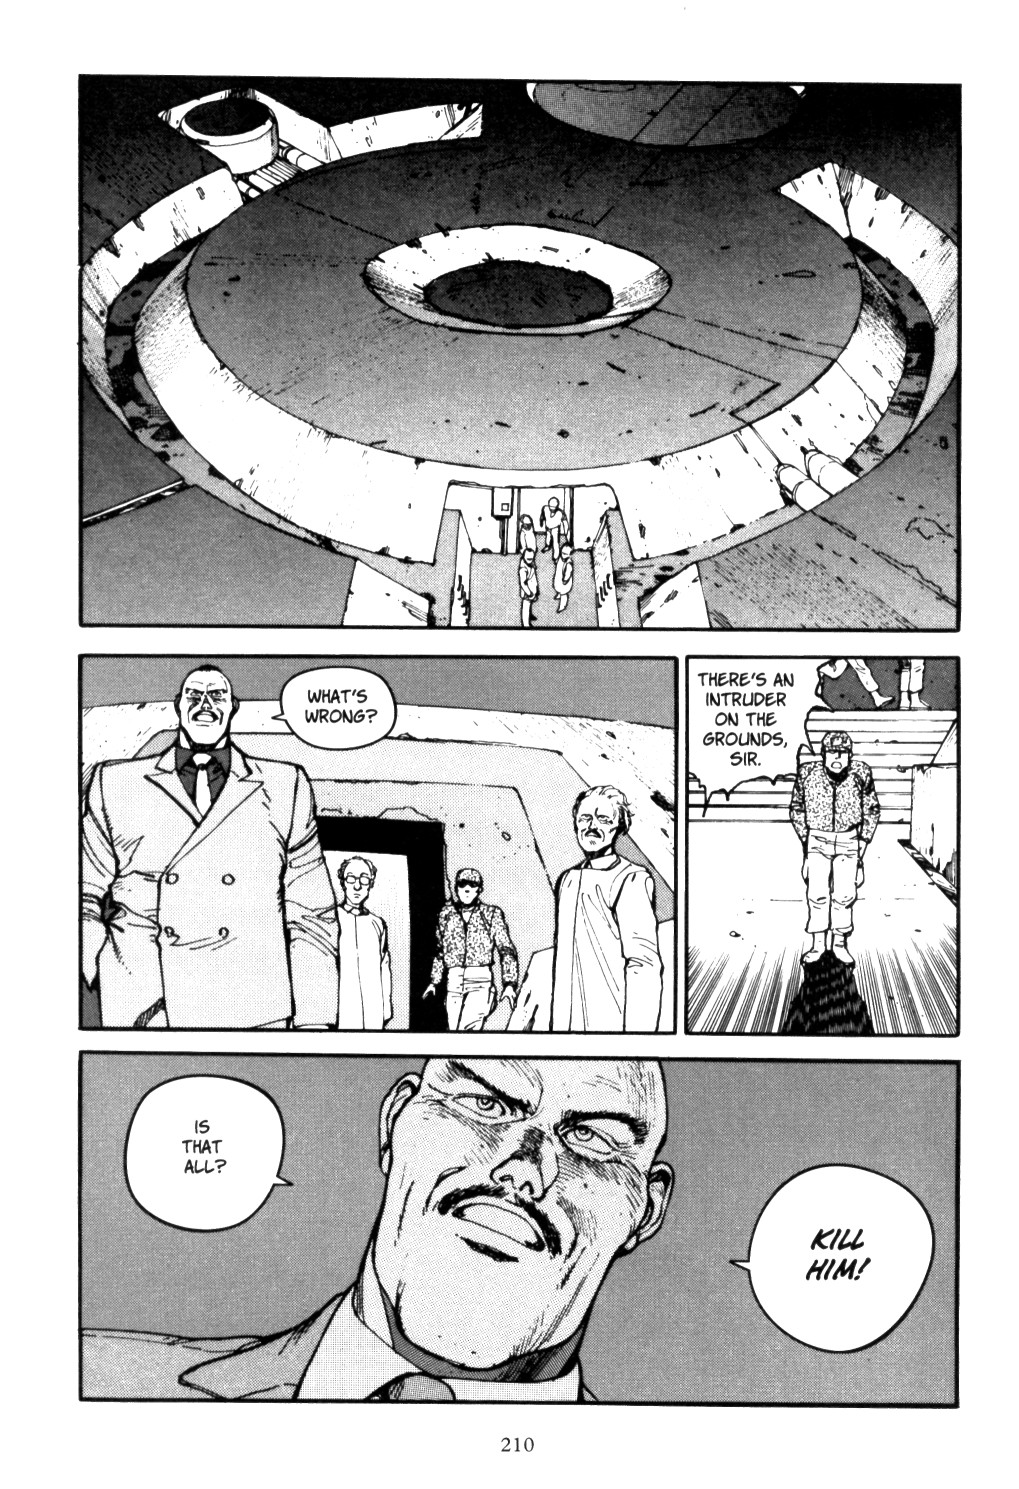 WHAT'S
WRONG?
THERE'S AN
INTRUDER
ON THE
GROUNDS,
SIR.
IS
THAT
ALL?
KILL
HIM!
210